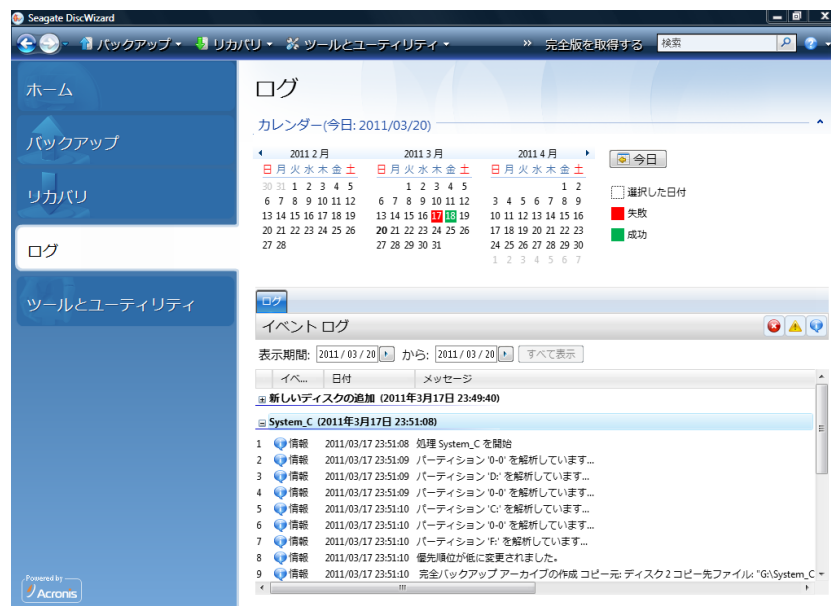 Seagate DiscWizard
バックアップ リカバリ ツールとユーティリティ » 完全版を取得する 検索
ホーム
バックアップ
リカバリ
ログ
ツールとユーティリティ
Powered by
Acronis
ログ
カレンダー(今日: 2011/03/20)
2011 2月 2011 3月 2011 4月
日 月 火 水 木 金 土 日 月 火 水 木 金 土 日 月 火 水 木 金 土
30 31 1 2 3 4 5 1 2 3 4 5 1 2
6 7 8 9 10 11 12 6 7 8 9 10 11 12 3 4 5 6 7 8 9
13 14 15 16 17 18 19 13 14 15 16 17 18 19 10 11 12 13 14 15 16
20 21 22 23 24 25 26 20 21 22 23 24 25 26 17 18 19 20 21 22 23
27 28 27 28 29 30 31 24 25 26 27 28 29 30
1 2 3 4 5 6 7
今日
選択した日付
失敗
成功
ログ
イベント ログ
表示期間: 2011/03/20 から: 2011/03/20 すべて表示
イベ... 日付 メッセージ
新しいディスクの追加 (2011年3月17日 23:49:40)
System_C (2011年3月17日 23:51:08)
1 情報 2011/03/17 23:51:08 処理 System_C を開始
2 情報 2011/03/17 23:51:09 パーティション '0-0' を解析しています...
3 情報 2011/03/17 23:51:09 パーティション 'D:' を解析しています...
4 情報 2011/03/17 23:51:09 パーティション '0-0' を解析しています...
5 情報 2011/03/17 23:51:10 パーティション 'C:' を解析しています...
6 情報 2011/03/17 23:51:10 パーティション '0-0' を解析しています...
7 情報 2011/03/17 23:51:10 パーティション 'F:' を解析しています...
8 情報 2011/03/17 23:51:10 優先順位が低に変更されました。
9 情報 2011/03/17 23:51:10 完全バックアップ アーカイブの作成 コピー元: ディスク 2 コピー先ファイル: "G:\System_C